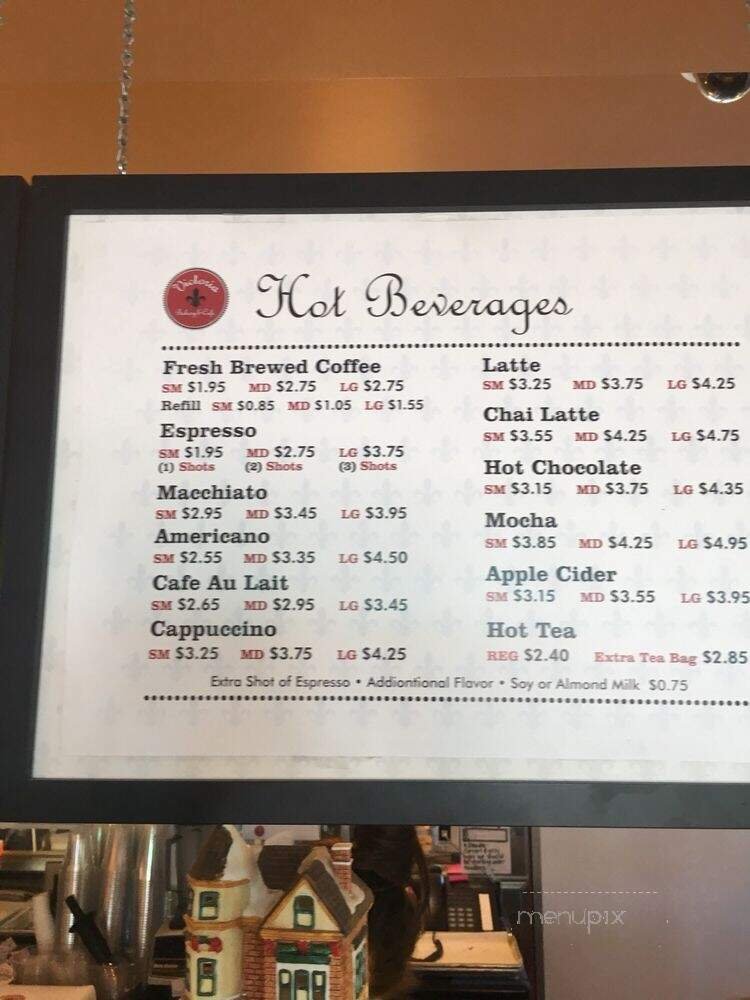 Victoria
Bakery & Cafe
Hot Beverages
Fresh Brewed Coffee
SM $1.95 MD $2.75 LG $2.75
Refill SM $0.85 MD $1.05 LG $1.55
Espresso
SM $1.95 MD $2.75 LG $3.75
(1) Shots (2) Shots (3) Shots
Macchiato
SM $2.95 MD $3.45 LG $3.95
Americano
SM $2.55 MD $3.35 LG $4.50
Cafe Au Lait
SM $2.65 MD $2.95 LG $3.45
Cappuccino
SM $3.25 MD $3.75 LG $4.25
Latte
SM $3.25 MD $3.75 LG $4.25
Chai Latte
SM $3.55 MD $4.25 LG $4.75
Hot Chocolate
SM $3.15 MD $3.75 LG $4.35
Mocha
SM $3.85 MD $4.25 LG $4.95
Apple Cider
SM $3.15 MD $3.55 LG $3.95
Hot Tea
REG $2.40 Extra Tea Bag $2.85
Extra Shot of Espresso • Addiontional Flavor • Soy or Almond Milk $0.75
menupix